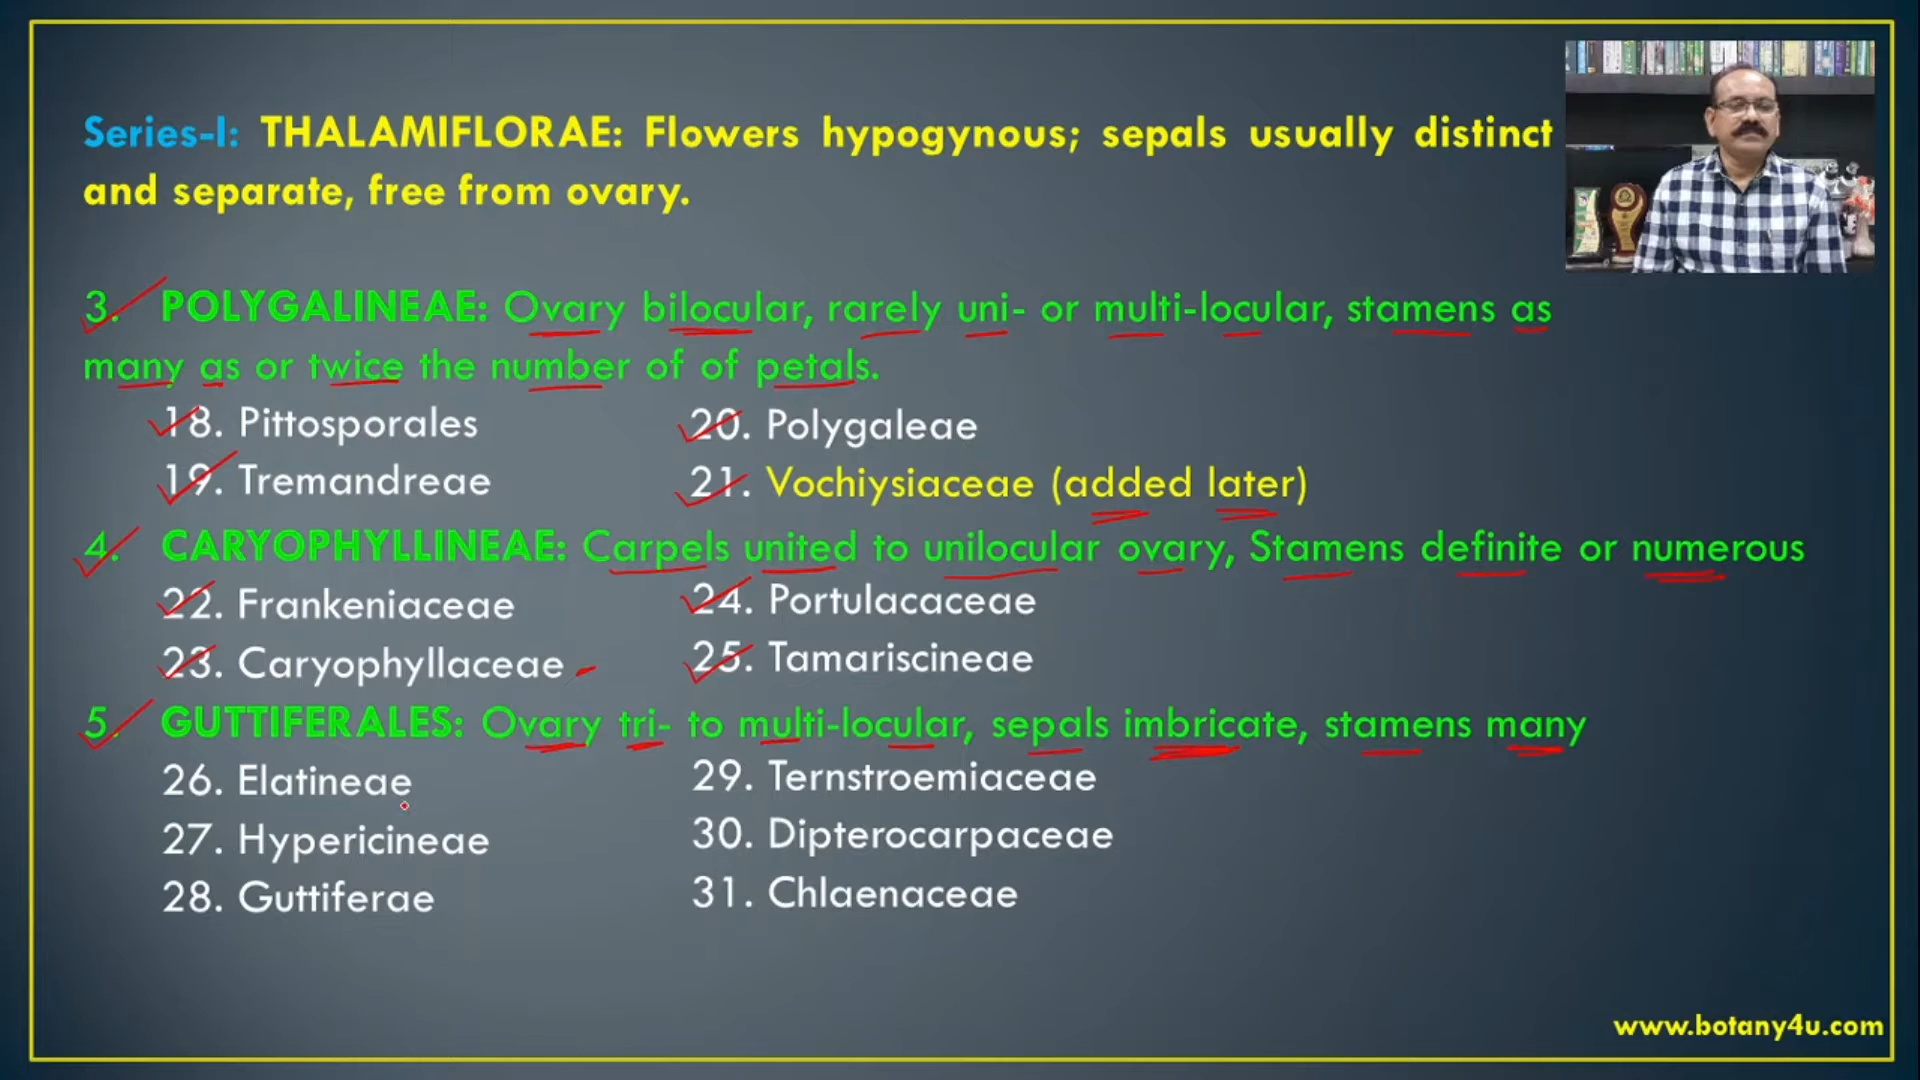 Series-I: THALAMIFLORAE: Flowers hypogynous; sepals usually distinct
and separate, free from ovary.
3. POLYGALINEAE: Ovary bilocular, rarely uni- or multi-locular, stamens as
many as or twice the number of of petals.
18. Pittosporales
20. Polygaleae
19. Tremandreae
21. Vochiysiaceae (added later)
4. CARYOPHYLLINEAE: Carpels united to unilocular ovary, Stamens definite or numerous
22. Frankeniaceae
24. Portulacaceae
23. Caryophyllaceae
25. Tamariscineae
5. GUTTIFERALES: Ovary tri- to multi-locular, sepals imbricate, stamens many
26. Elatineae
29. Ternstroemiaceae
27. Hypericineae
30. Dipterocarpaceae
28. Guttiferae
31. Chlaenaceae
www.botany4u.com